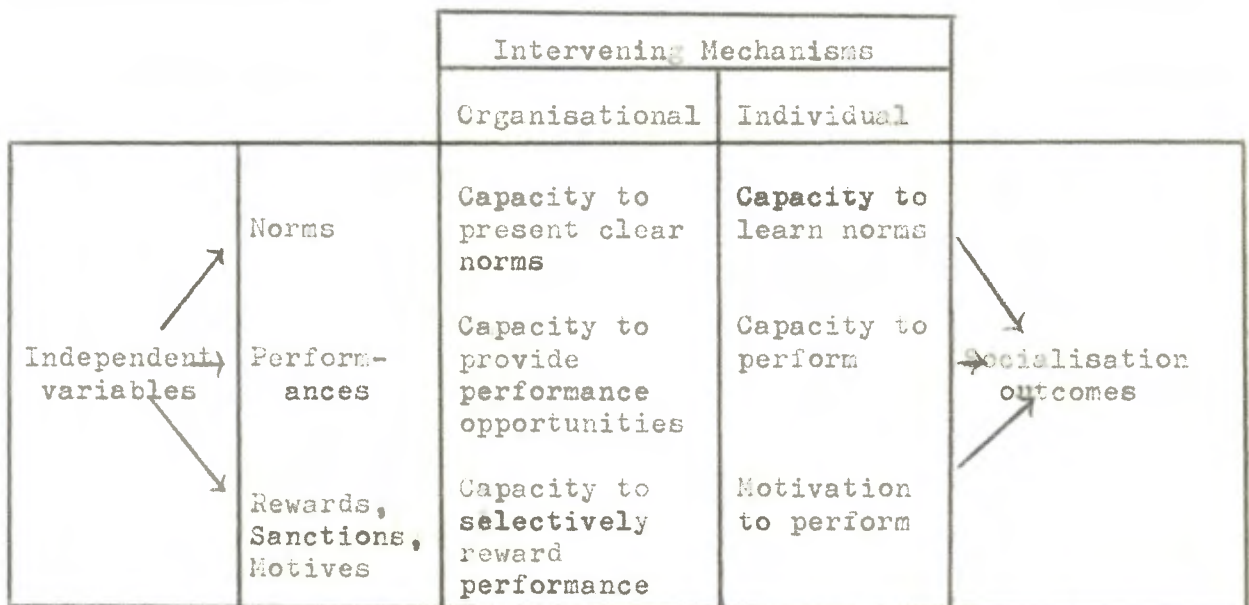 Intervening Mechanisms
Organisational
Individual
Independent
variables
Norms
Capacity to
present clear
norms
Capacity to
learn norms
Perform-
ances
Capacity to
provide
performance
opportunities
Capacity to
perform
Socialisation
outcomes
Rewards,
Sanctions,
Motives
Capacity to
selectively
reward
performance
Motivation
to perform